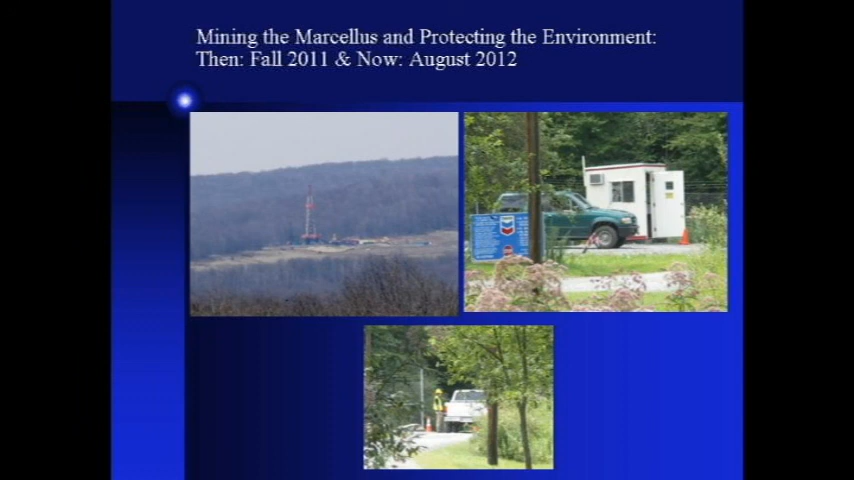 Mining the Marcellus and Protecting the Environment:
Then: Fall 2011 & Now: August 2012